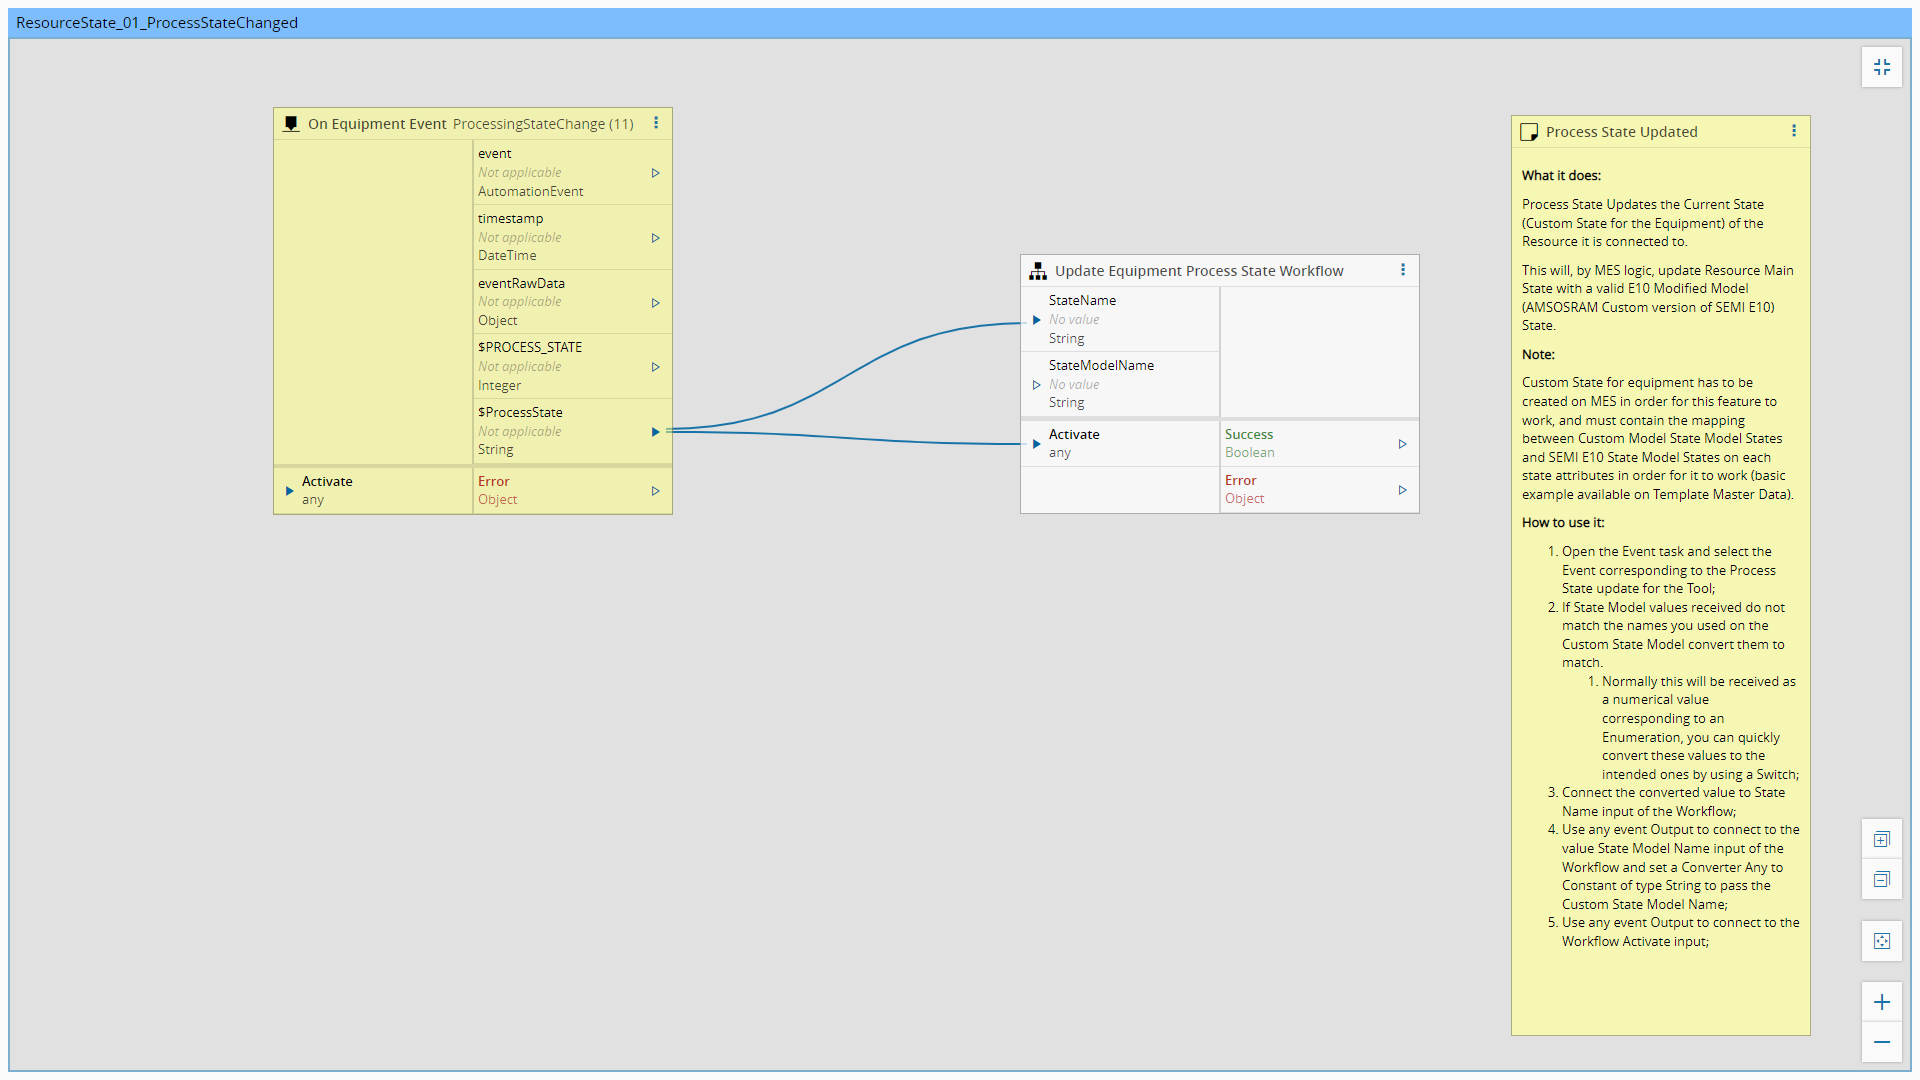 ResourceState_01_ProcessStateChanged
On Equipment Event ProcessingStateChange (11)
event
Not applicable
AutomationEvent
timestamp
Not applicable
DateTime
eventRawData
Not applicable
Object
$PROCESS_STATE
Not applicable
Integer
$ProcessState
Not applicable
String
Activate
any
Error
Object
Update Equipment Process State Workflow
StateName
No value
String
StateModelName
No value
String
Activate
any
Success
Boolean
Error
Object
Process State Updated
What it does:
Process State Updates the Current State
(Custom State for the Equipment) of the
Resource it is connected to.
This will, by MES logic, update Resource Main
State with a valid E10 Modified Model
(AMSOSRAM Custom version of SEMI E10)
State.
Note:
Custom State for equipment has to be
created on MES in order for this feature to
work, and must contain the mapping
between Custom Model State Model States
and SEMI E10 State Model States on each
state attributes in order for it to work (basic
example available on Template Master Data).
How to use it:
1. Open the Event task and select the
Event corresponding to the Process
State update for the Tool;
2. If State Model values received do not
match the names you used on the
Custom State Model convert them to
match.
1. Normally this will be received as
a numerical value
corresponding to an
Enumeration, you can quickly
convert these values to the
intended ones by using a Switch;
3. Connect the converted value to State
Name input of the Workflow;
4. Use any event Output to connect to the
value State Model Name input of the
Workflow and set a Converter Any to
Constant of type String to pass the
Custom State Model Name;
5. Use any event Output to connect to the
Workflow Activate input;